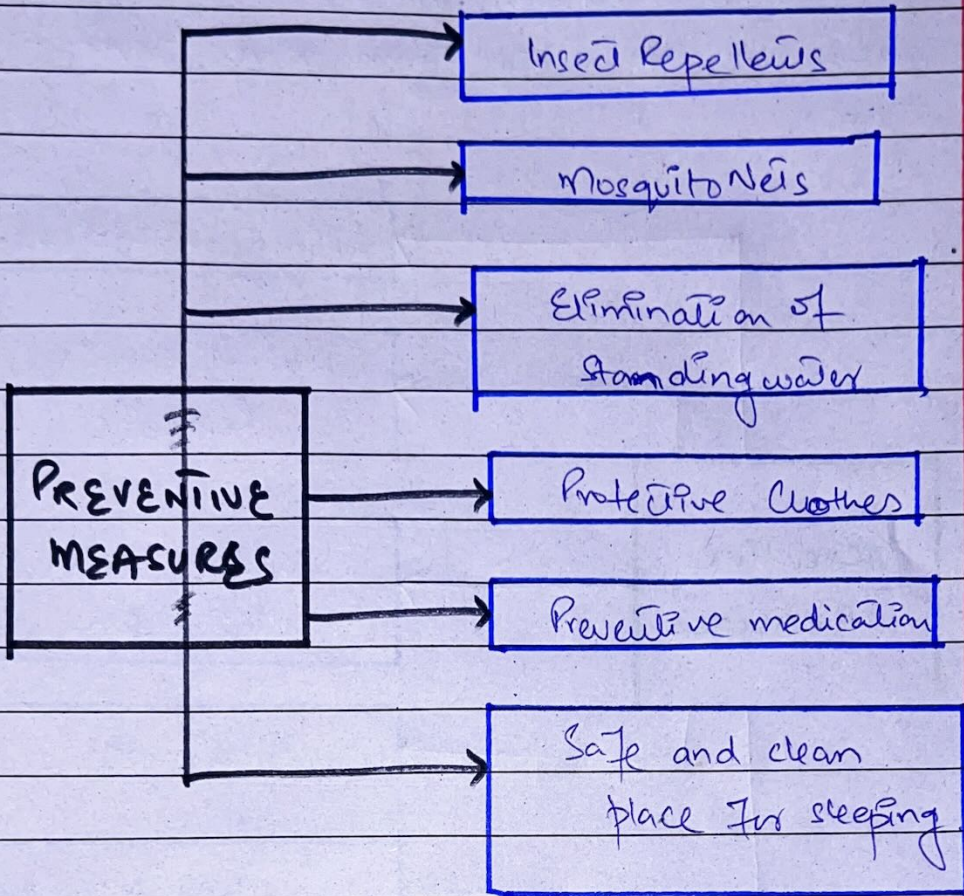 Insect Repellents
Mosquito Nets
Elimination of
standing water
PREVENTIVE
MEASURES
Protective Clothes
Preventive medication
Safe and clean
place for sleeping